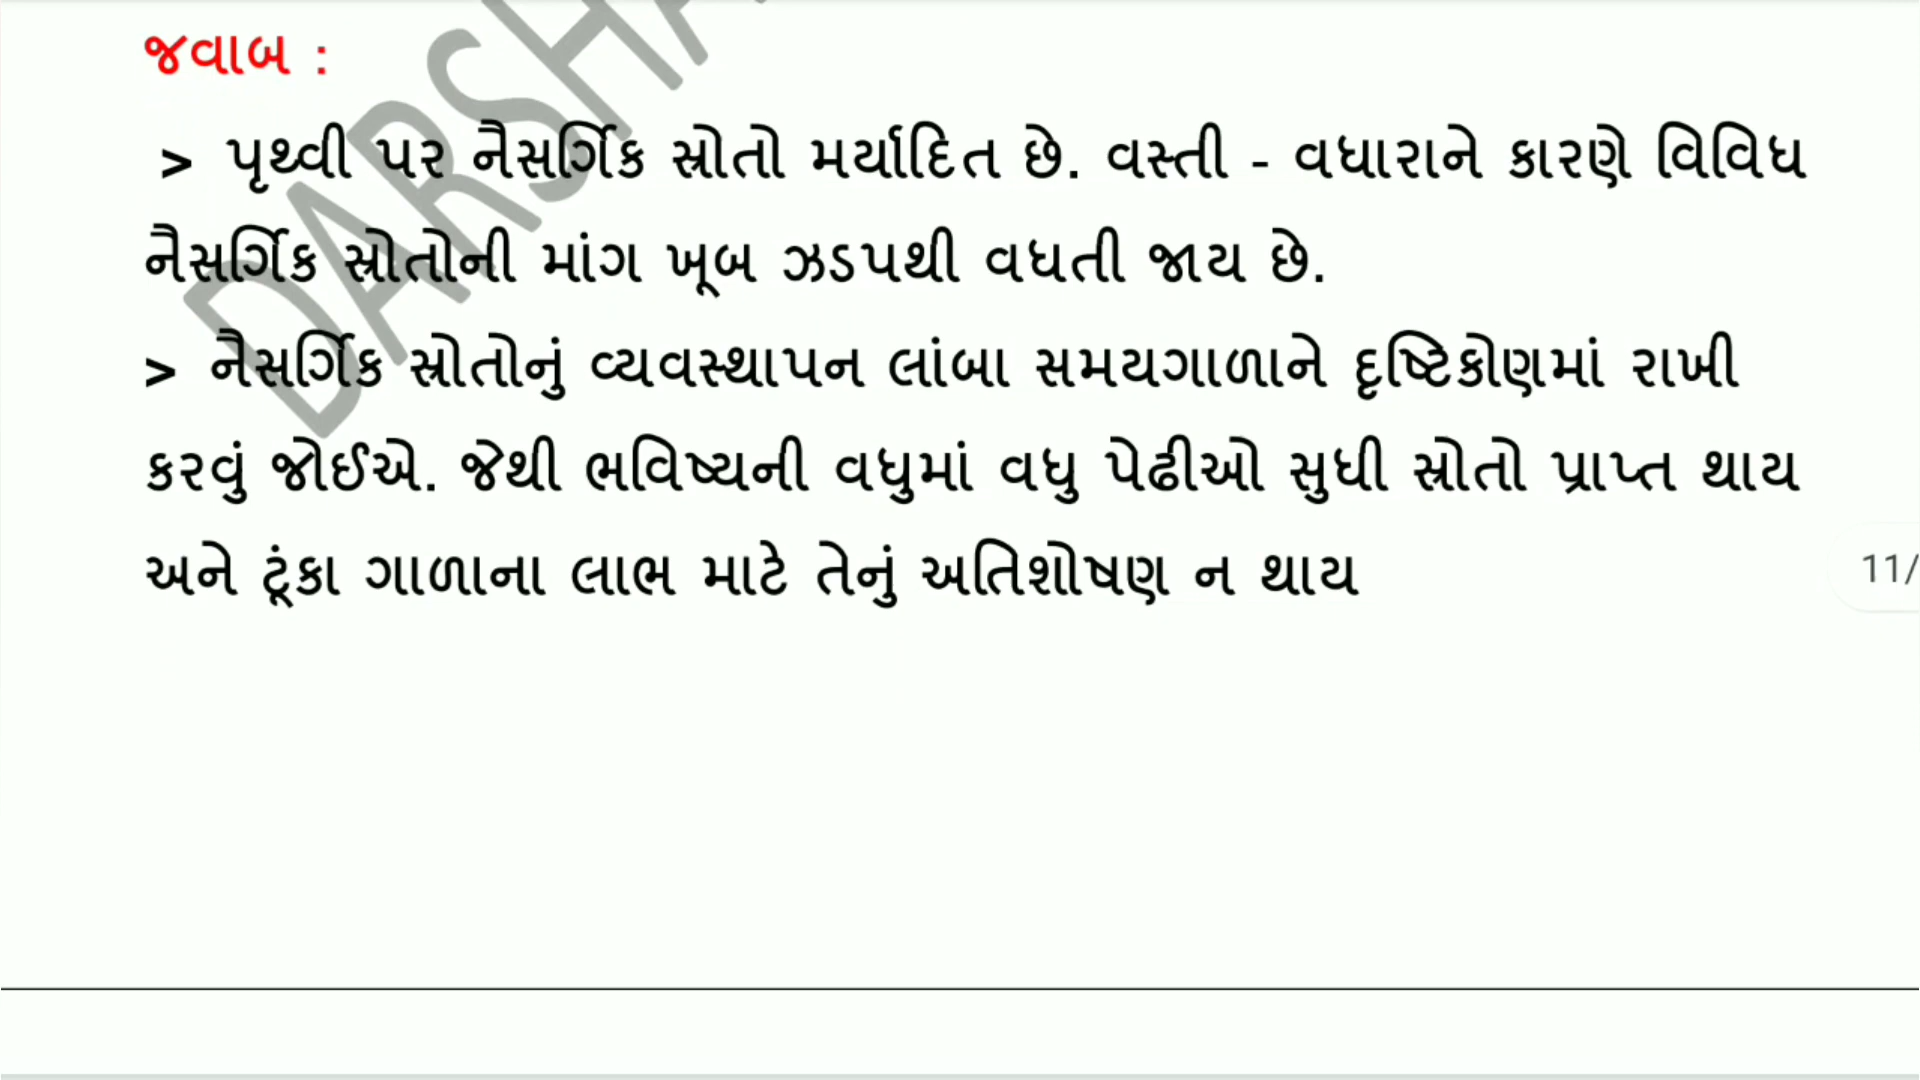 જવાબ :
> પૃથ્વી પર નૈસર્ગિક સ્રોતો મર્યાદિત છે. વસ્તી - વધારાને કારણે વિવિધ
નૈસર્ગિક સ્રોતોની માંગ ખૂબ ઝડપથી વધતી જાય છે.
> નૈસર્ગિક સ્રોતોનું વ્યવસ્થાપન લાંબા સમયગાળાને દૃષ્ટિકોણમાં રાખી
કરવું જોઈએ. જેથી ભવિષ્યની વધુમાં વધુ પેઢીઓ સુધી સ્રોતો પ્રાપ્ત થાય
અને ટૂંકા ગાળાના લાભ માટે તેનું અતિશોષણ ન થાય
11/